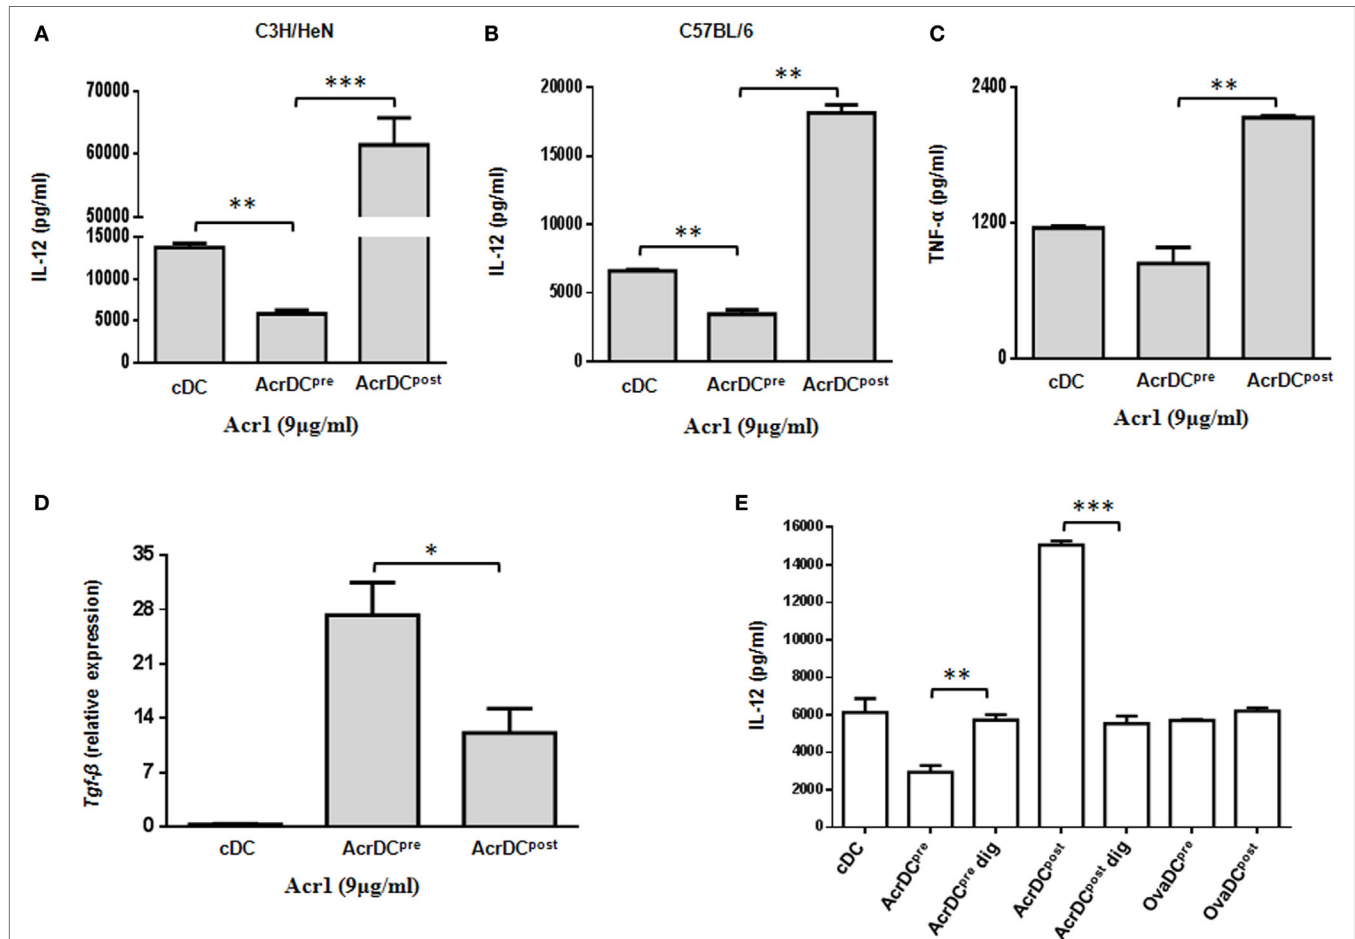 A
C3H/HeN
***
**
IL-12 (pg/ml)
70000
60000
50000
15000
10000
5000
0
cDC
AcrDCpre
AcrDCpost
Acr1 (9µg/ml)
B
C57BL/6
**
**
IL-12 (pg/ml)
20000
15000
10000
5000
0
cDC
AcrDCpre
AcrDCpost
Acr1 (9µg/ml)
C
**
TNF-α (pg/ml)
2400
1200
0
cDC
AcrDCpre
AcrDCpost
Acr1 (9µg/ml)
D
*
Tgf-β (relative expression)
35
28
21
14
7
0
cDC
AcrDCpre
AcrDCpost
Acr1 (9µg/ml)
E
***
**
IL-12 (pg/ml)
16000
14000
12000
10000
8000
6000
4000
2000
0
cDC
AcrDCpre
AcrDCpre dig
AcrDCpost
AcrDCpost dig
OvaDCpre
OvaDCpost